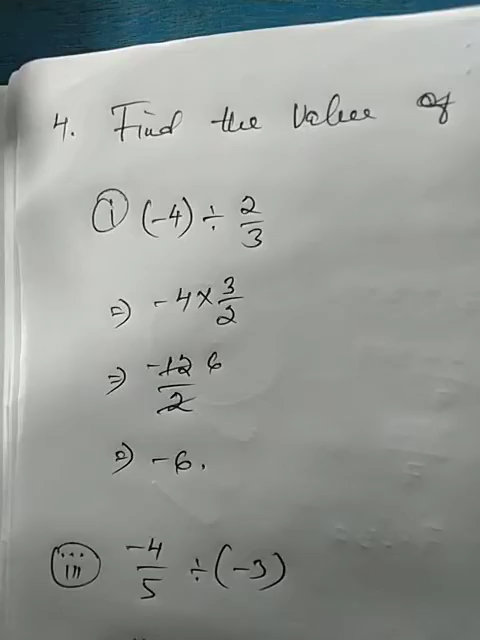 4. Find the value of
(i) (-4) ÷ 2/3
⇒ -4 × 3/2
⇒ -12/2 6
⇒ -6.
(iii) -4/5 ÷ (-3)